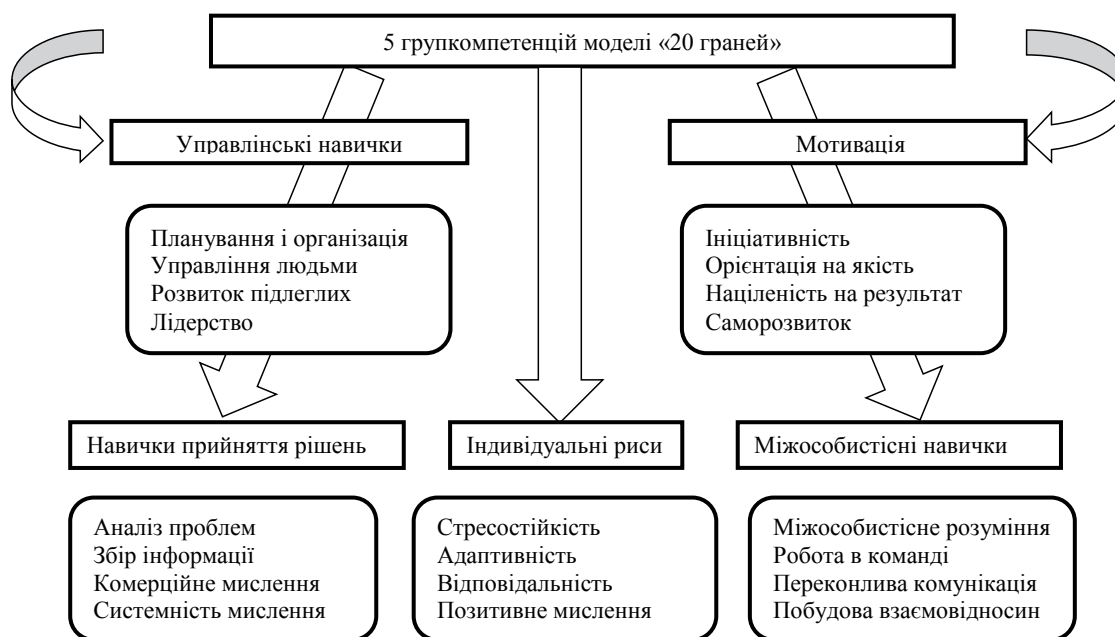 5 групкомпетенцій моделі «20 граней»
Управлінські навички
Мотивація
Планування і організація
Управління людьми
Розвиток підлеглих
Лідерство
Ініціативність
Орієнтація на якість
Націленість на результат
Саморозвиток
Навички прийняття рішень
Індивідуальні риси
Міжособистісні навички
Аналіз проблем
Збір інформації
Комерційне мислення
Системність мислення
Стресостійкість
Адаптивність
Відповідальність
Позитивне мислення
Міжособистісне розуміння
Робота в команді
Переконлива комунікація
Побудова взаємовідносин